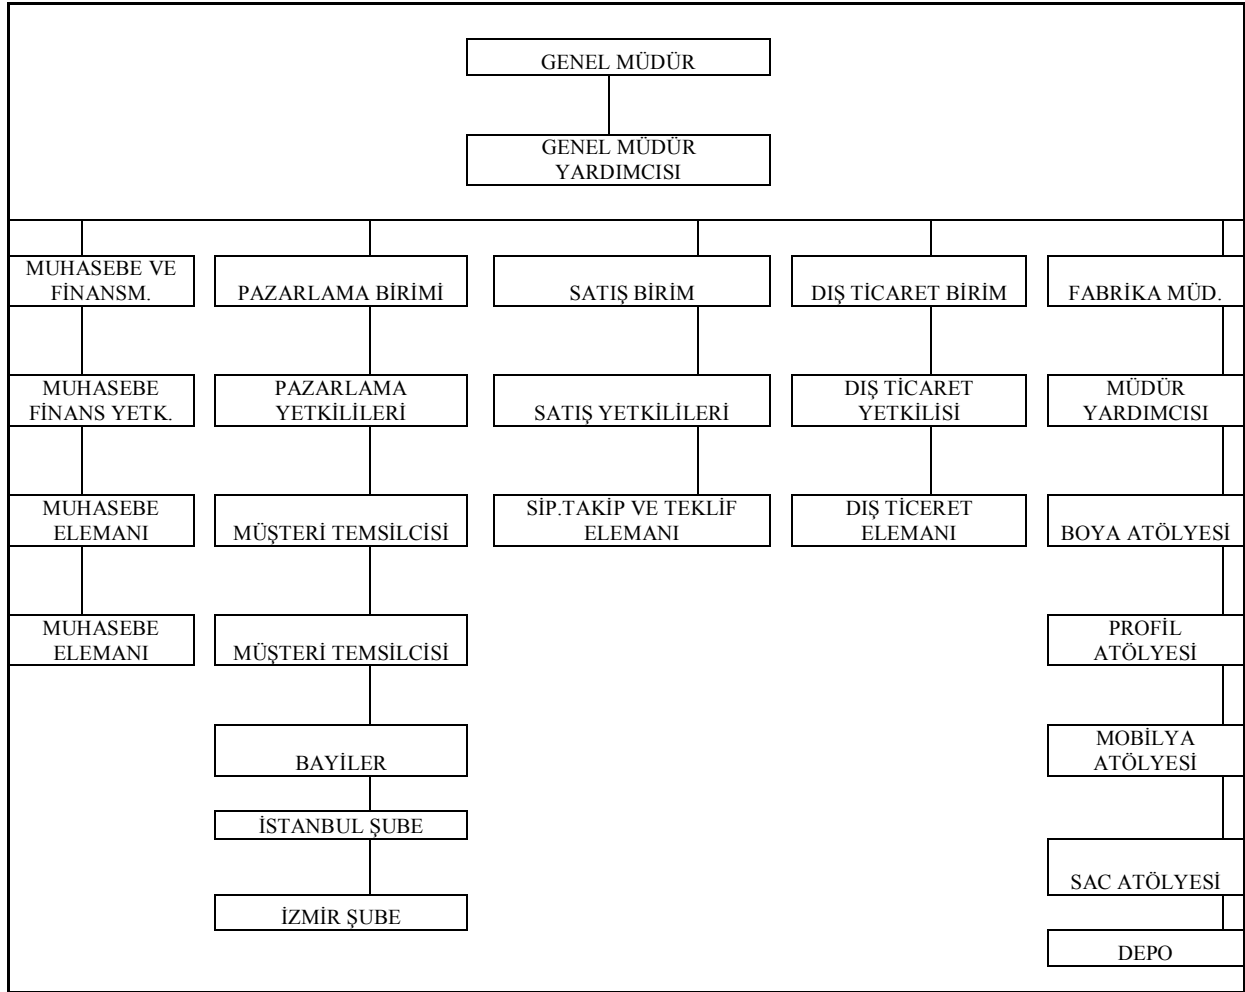 GENEL MÜDÜR
GENEL MÜDÜR
YARDIMCISI
MUHASEBE VE
FİNANSM.
PAZARLAMA BİRİMİ
SATIŞ BİRİM
DIŞ TİCARET BİRİM
FABRİKA MÜD.
MUHASEBE
FİNANS YETK.
PAZARLAMA
YETKİLİLERİ
SATIŞ YETKİLİLERİ
DIŞ TİCARET
YETKİLİSİ
MÜDÜR
YARDIMCISI
MUHASEBE
ELEMANI
MÜŞTERİ TEMSİLCİSİ
SİP.TAKİP VE TEKLİF
ELEMANI
DIŞ TİCERET
ELEMANI
BOYA ATÖLYESİ
MUHASEBE
ELEMANI
MÜŞTERİ TEMSİLCİSİ
PROFİL
ATÖLYESİ
BAYİLER
MOBİLYA
ATÖLYESİ
İSTANBUL ŞUBE
SAC ATÖLYESİ
İZMİR ŞUBE
DEPO